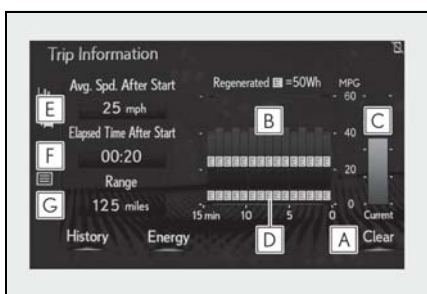 Trip Information
Avg. Spd. After Start
E
25 mph
Elapsed Time After Start
F
00:20
Range
G
125 miles
Regenerated E =50Wh
MPG
60
B
C
40
20
0
15 min
10
5
0
Current
D
A
History
Energy
Clear